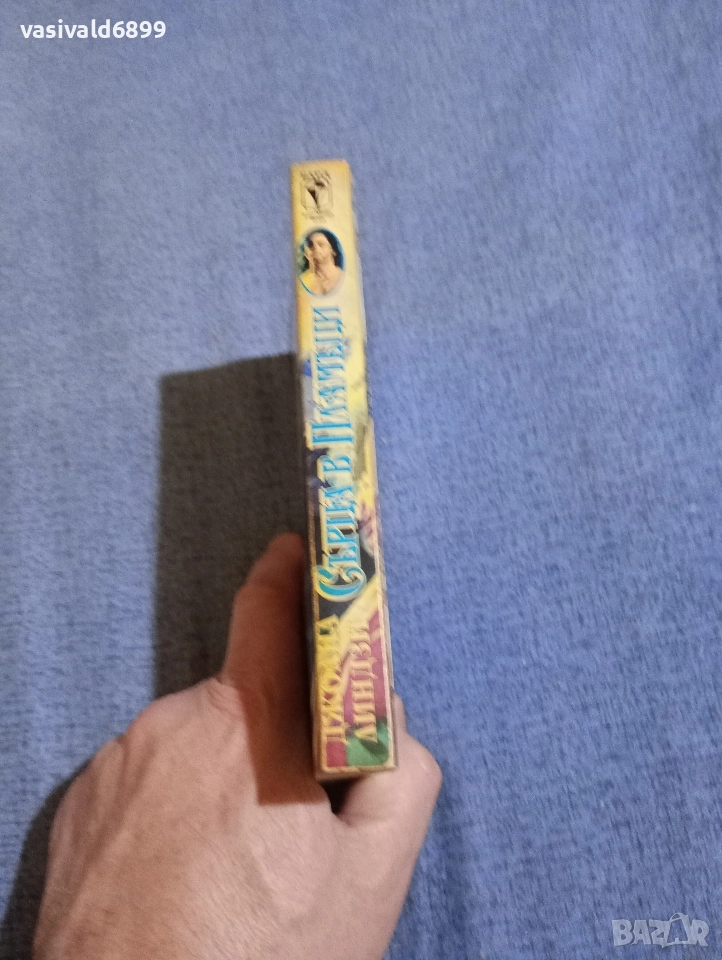 vasivald6899
ДЖОАНА
ЛИНДЗИ
СЪРЦА В ПЛАМЪЦИ
BAZAR